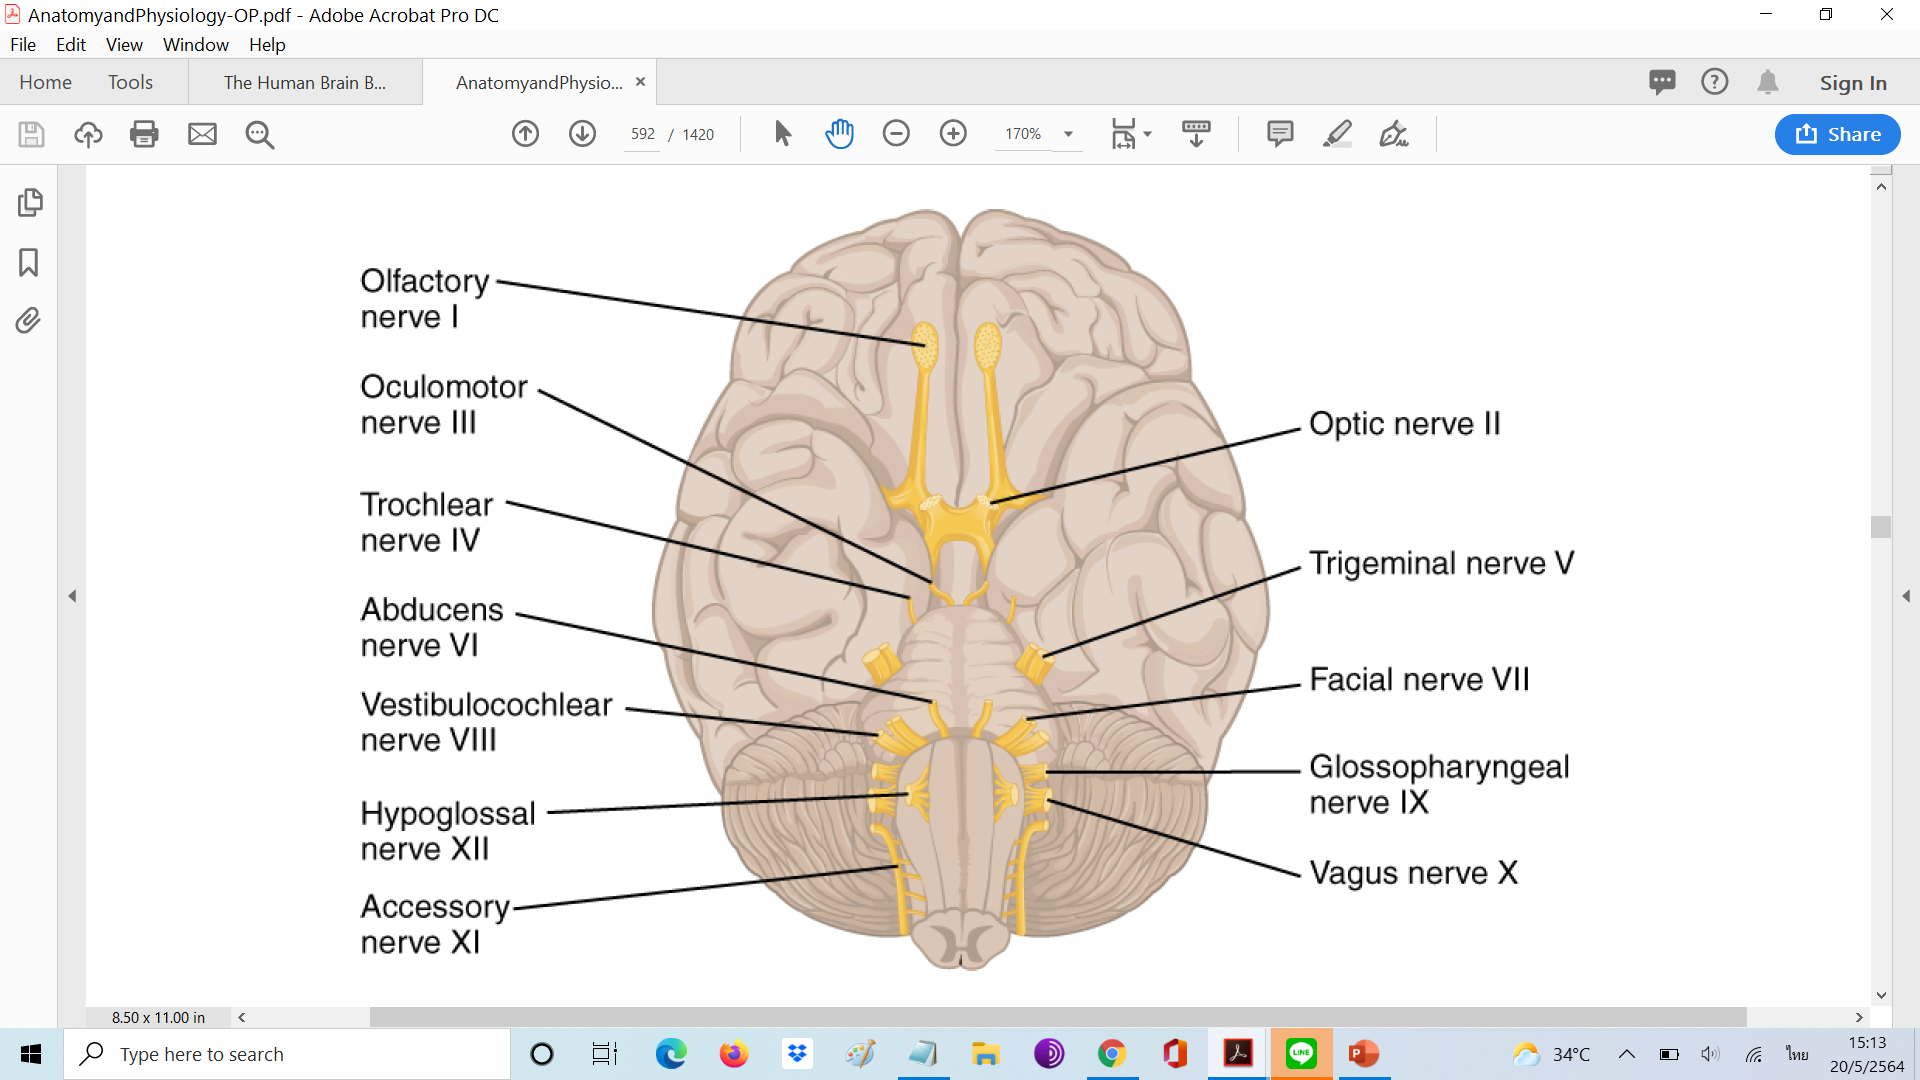 AnatomyandPhysiology-OP.pdf - Adobe Acrobat Pro DC
File Edit View Window Help
Home Tools The Human Brain B... AnatomyandPhysio... ×
Sign In
592 / 1420
170%
Share
Olfactory
nerve I
Oculomotor
nerve III
Trochlear
nerve IV
Abducens
nerve VI
Vestibulocochlear
nerve VIII
Hypoglossal
nerve XII
Accessory
nerve XI
Optic nerve II
Trigeminal nerve V
Facial nerve VII
Glossopharyngeal
nerve IX
Vagus nerve X
8.50 x 11.00 in
Type here to search
LINE
P
34°C
ไทย
15:13
20/5/2564